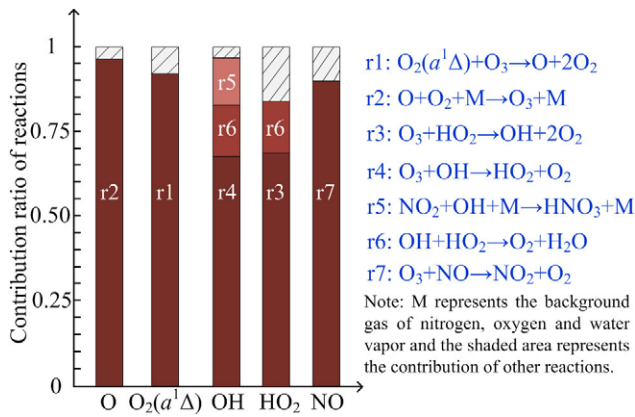 Contribution ratio of reactions
1
0.75
0.50
0.25
0
r2
r1
r5
r6
r4
r6
r3
r7
O
O₂(a¹Δ)
OH
HO₂
NO
r1: O₂(a¹Δ)+O₃→O+2O₂
r2: O+O₂+M→O₃+M
r3: O₃+HO₂→OH+2O₂
r4: O₃+OH→HO₂+O₂
r5: NO₂+OH+M→HNO₃+M
r6: OH+HO₂→O₂+H₂O
r7: O₃+NO→NO₂+O₂
Note: M represents the background
gas of nitrogen, oxygen and water
vapor and the shaded area represents
the contribution of other reactions.